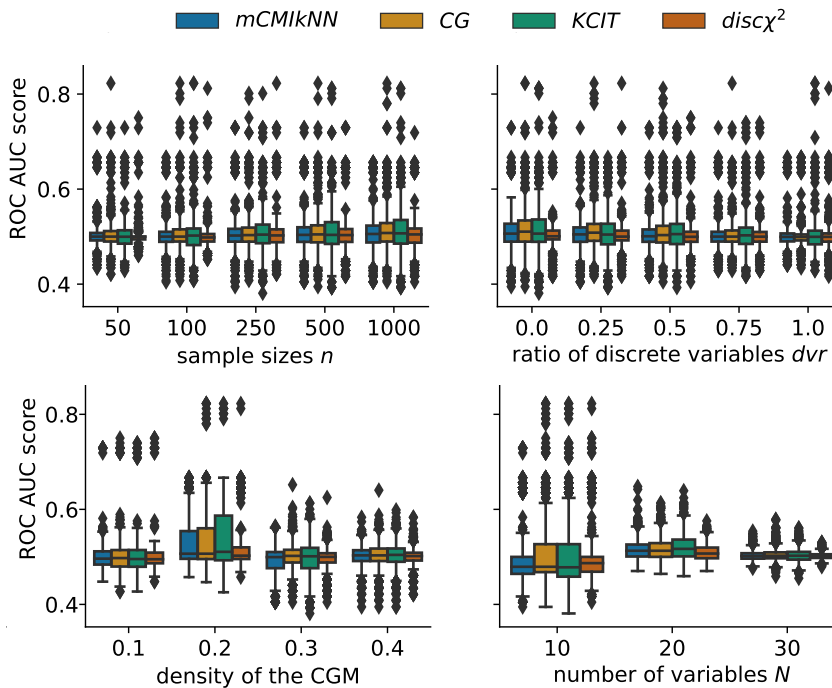 mCMIkNN CG KCIT discχ²
ROC AUC score
0.8
0.6
0.4
50 100 250 500 1000
sample sizes n
0.0 0.25 0.5 0.75 1.0
ratio of discrete variables dvr
ROC AUC score
0.8
0.6
0.4
0.1 0.2 0.3 0.4
density of the CGM
10 20 30
number of variables N